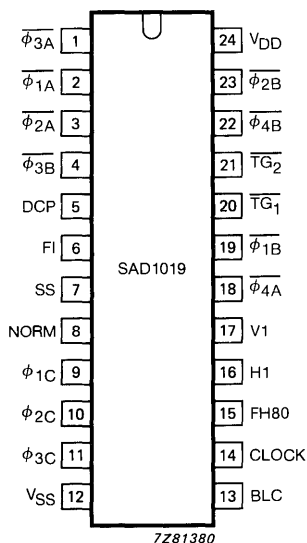 φ3A 1 24 VDD
φ1A 2 23 φ2B
φ2A 3 22 φ4B
φ3B 4 21 TG2
DCP 5 20 TG1
FI 6 19 φ1B
SAD1019
SS 7 18 φ4A
NORM 8 17 V1
φ1C 9 16 H1
φ2C 10 15 FH80
φ3C 11 14 CLOCK
VSS 12 13 BLC
7Z81380